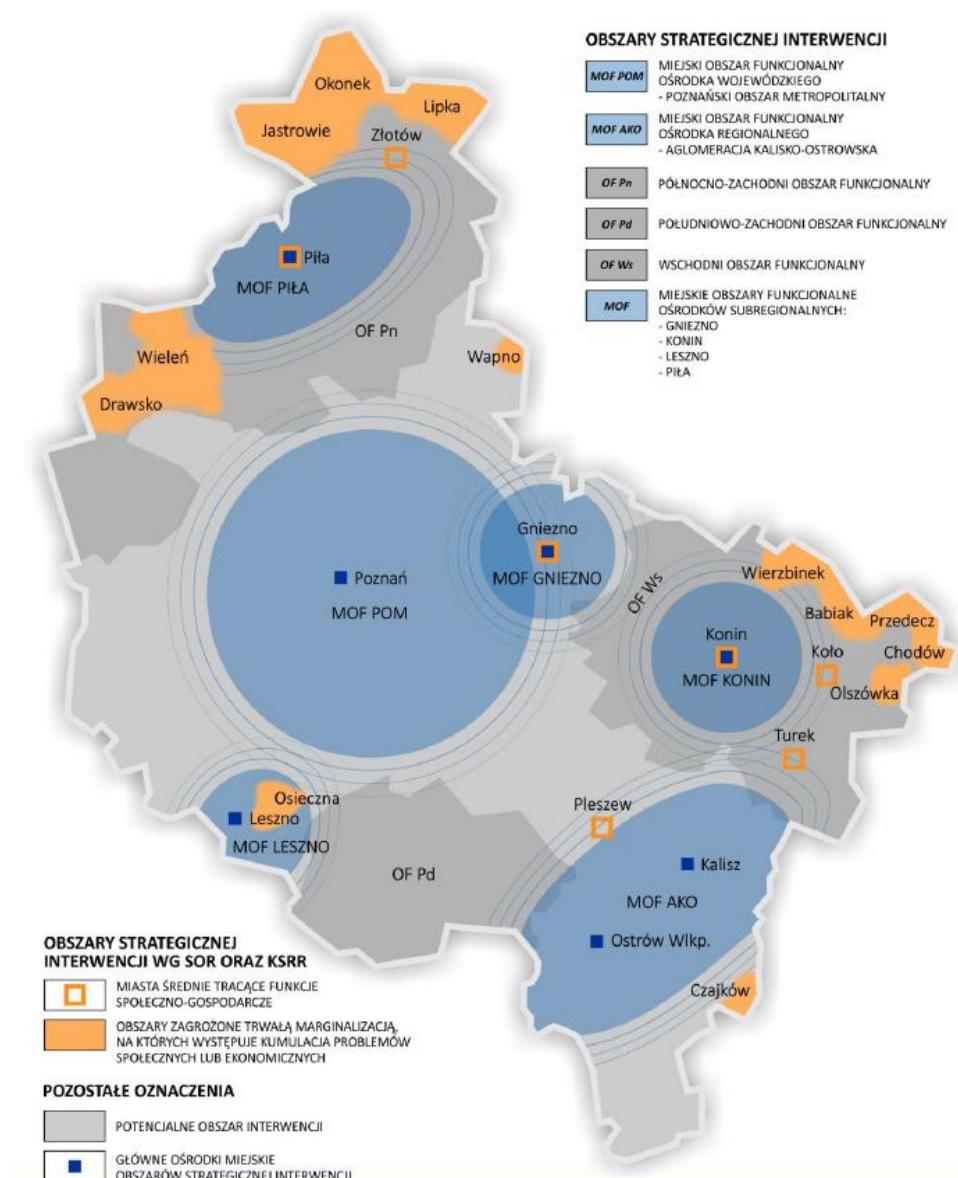 OBSZARY STRATEGICZNEJ INTERWENCJI
MOF POM
MIEJSKI OBSZAR FUNKCJONALNY
OŚRODKA WOJEWÓDZKIEGO
- POZNAŃSKI OBSZAR METROPOLITALNY
MOF AKO
MIEJSKI OBSZAR FUNKCJONALNY
OŚRODKA REGIONALNEGO
- AGLOMERACJA KALISKO-OSTROWSKA
OF Pn
PÓŁNOCNO-ZACHODNI OBSZAR FUNKCJONALNY
OF Pd
POŁUDNIOWO-ZACHODNI OBSZAR FUNKCJONALNY
OF Ws
WSCHODNI OBSZAR FUNKCJONALNY
MOF
MIEJSKIE OBSZARY FUNKCJONALNE
OŚRODKÓW SUBREGIONALNYCH:
- GNIEZNO
- KONIN
- LESZNO
- PIŁA
Okonek
Lipka
Jastrowie
Złotów
Piła
MOF PIŁA
OF Pn
Wieleń
Wapno
Drawsko
Gniezno
MOF GNIEZNO
Poznań
MOF POM
OF Ws
Wierzbinek
Babiak
Przedecz
Konin
Koło
Chodów
MOF KONIN
Olszówka
Turek
Osieczna
Leszno
MOF LESZNO
Pleszew
OF Pd
Kalisz
MOF AKO
Ostrów Wlkp.
Czajków
OBSZARY STRATEGICZNEJ
INTERWENCJI WG SOR ORAZ KSRR
MIASTA ŚREDNIE TRACĄCE FUNKCJE
SPOŁECZNO-GOSPODARCZE
OBSZARY ZAGROŻONE TRWAŁĄ MARGINALIZACJĄ,
NA KTÓRYCH WYSTĘPUJE KUMULACJA PROBLEMÓW
SPOŁECZNYCH LUB EKONOMICZNYCH
POZOSTAŁE OZNACZENIA
POTENCJALNE OBSZAR INTERWENCJI
GŁÓWNE OŚRODKI MIEJSKIE
OBSZARÓW STRATEGICZNEJ INTERWENCJI